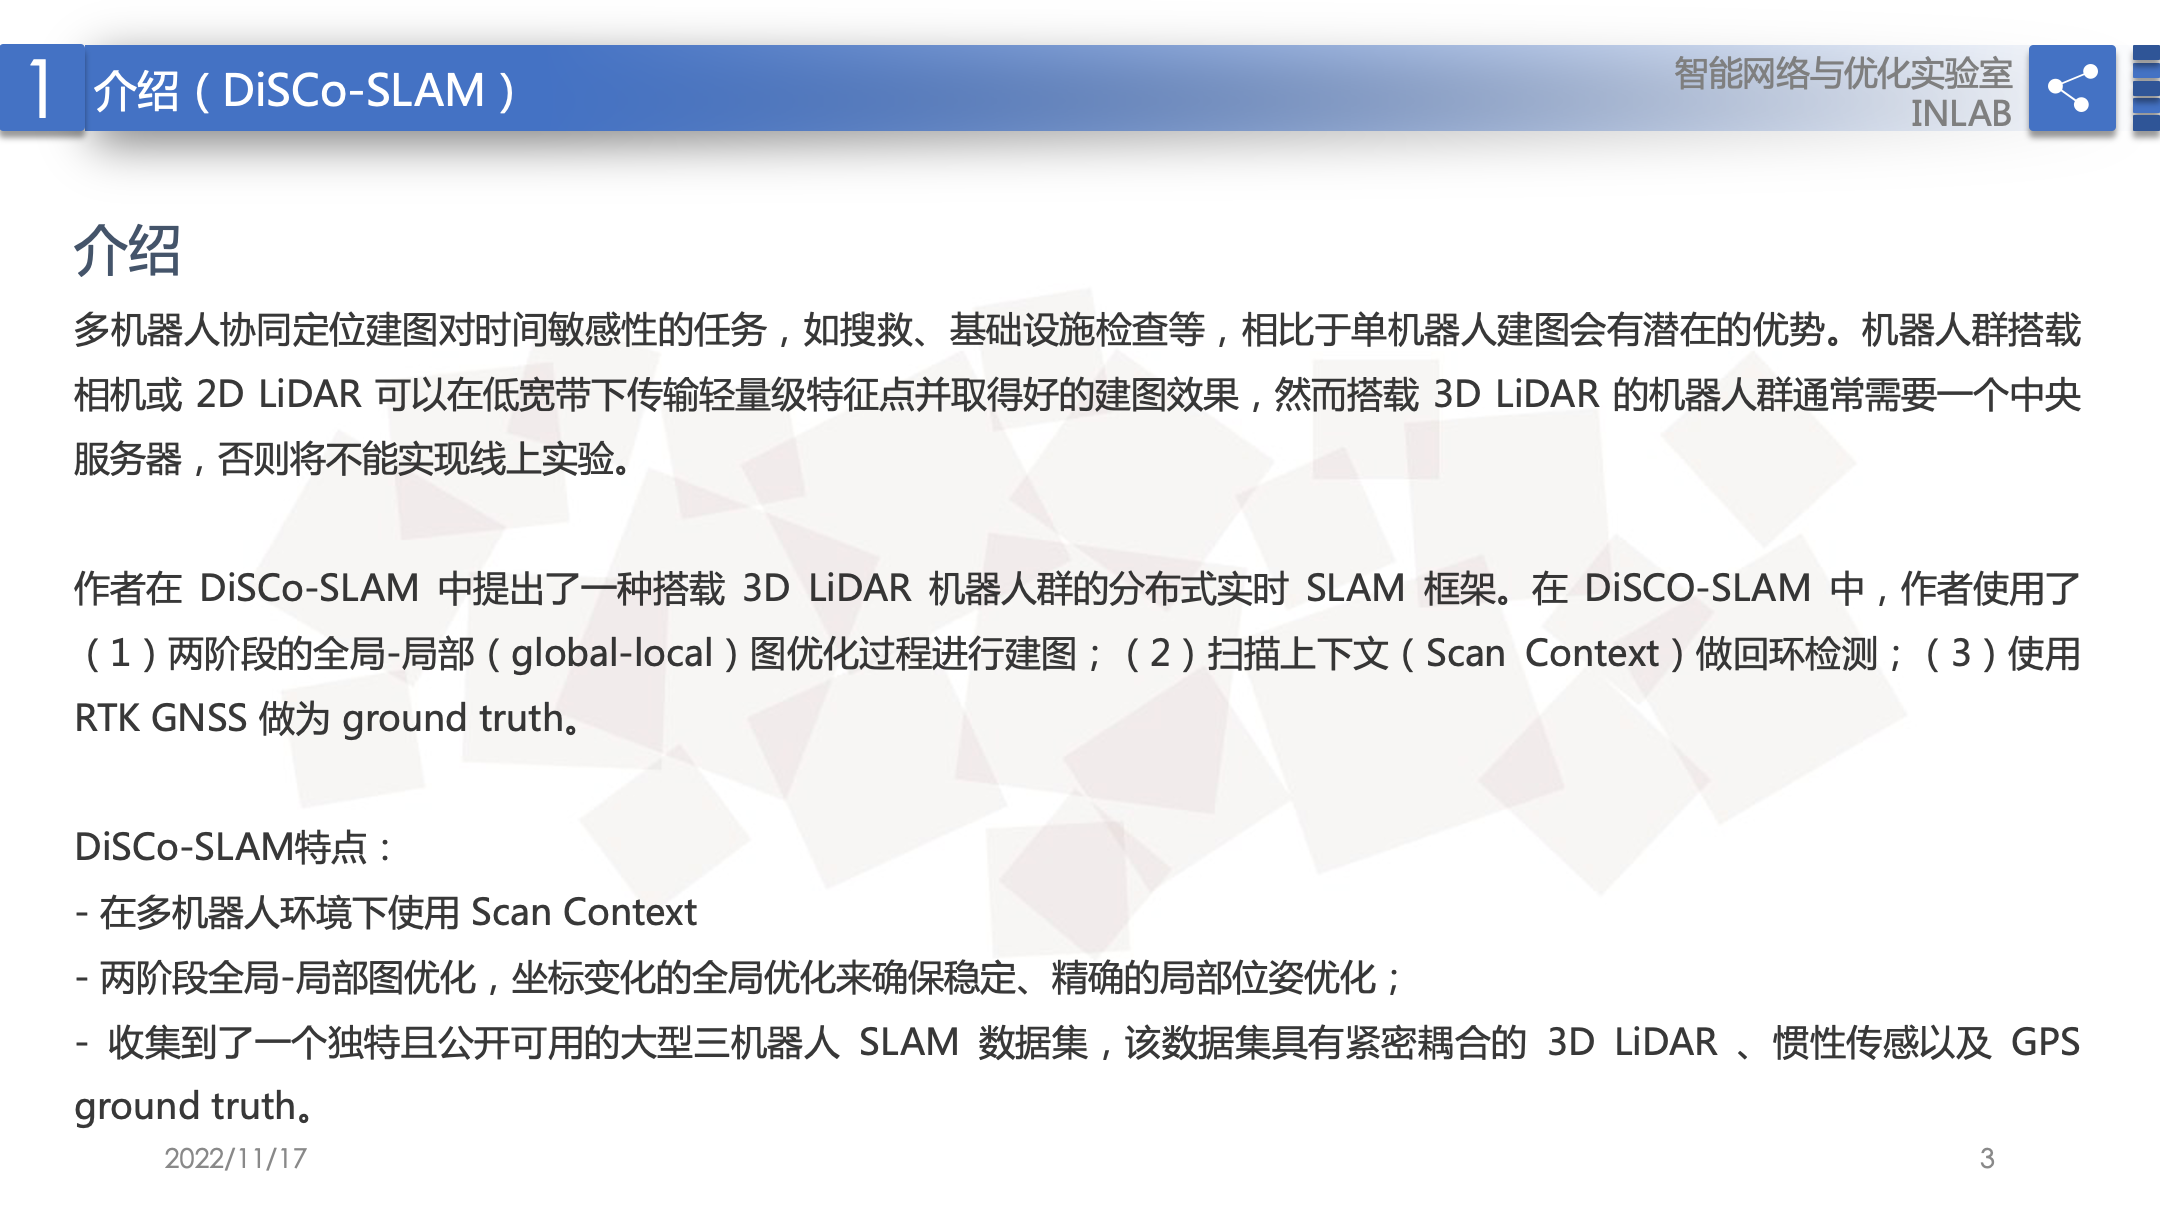 1
介绍（DiSCo-SLAM）
智能网络与优化实验室
INLAB
介绍
多机器人协同定位建图对时间敏感性的任务，如搜救、基础设施检查等，相比于单机器人建图会有潜在的优势。机器人群搭载
相机或 2D LiDAR 可以在低宽带下传输轻量级特征点并取得好的建图效果，然而搭载 3D LiDAR 的机器人群通常需要一个中央
服务器，否则将不能实现线上实验。
作者在 DiSCo-SLAM 中提出了一种搭载 3D LiDAR 机器人群的分布式实时 SLAM 框架。在 DiSCO-SLAM 中，作者使用了
（1）两阶段的全局-局部（global-local）图优化过程进行建图；（2）扫描上下文（Scan Context）做回环检测；（3）使用
RTK GNSS 做为 ground truth。
DiSCo-SLAM特点：
- 在多机器人环境下使用 Scan Context
- 两阶段全局-局部图优化，坐标变化的全局优化来确保稳定、精确的局部位姿优化；
- 收集到了一个独特且公开可用的大型三机器人 SLAM 数据集，该数据集具有紧密耦合的 3D LiDAR 、惯性传感以及 GPS
ground truth。
2022/11/17
3